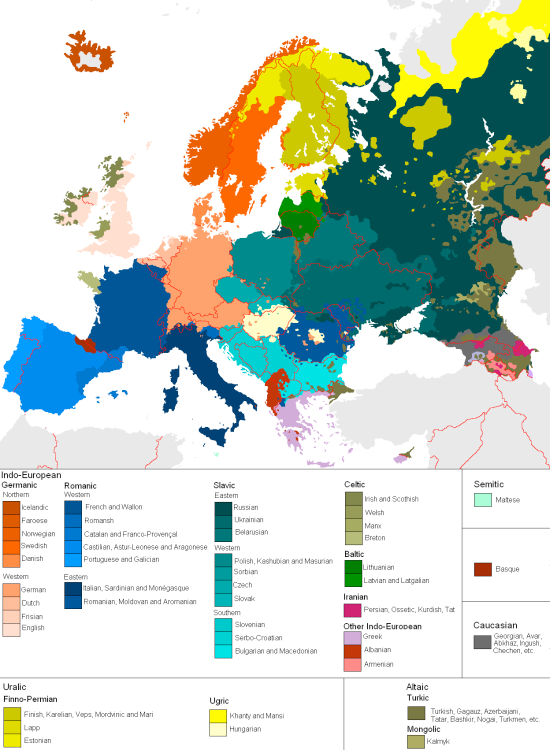 Indo-European
Germanic
Northern
Icelandic
Faroese
Norwegian
Swedish
Danish
Western
German
Dutch
Frisian
English
Romanic
Western
French and Wallon
Romansh
Catalan and Franco-Provençal
Castilian, Astur-Leonese and Aragonese
Portuguese and Galician
Eastern
Italian, Sardinian and Monégasque
Romanian, Moldovan and Aromanian
Slavic
Eastern
Russian
Ukrainian
Belarusian
Western
Polish, Kashubian and Masurian
Sorbian
Czech
Slovak
Southern
Slovenian
Serbo-Croatian
Bulgarian and Macedonian
Celtic
Irish and Scothish
Welsh
Manx
Breton
Baltic
Lithuanian
Latvian and Latgalian
Iranian
Persian, Ossetic, Kurdish, Tat
Other Indo-European
Greek
Albanian
Armenian
Semitic
Maltese
Basque
Caucasian
Georgian, Avar,
Abkhaz, Ingush,
Chechen, etc.
Uralic
Finno-Permian
Finish, Karelian, Veps, Mordvinic and Mari
Lapp
Estonian
Ugric
Khanty and Mansi
Hungarian
Altaic
Turkic
Turkish, Gagauz, Azerbaijani,
Tatar, Bashkir, Nogai, Turkmen, etc.
Mongolic
Kalmyk